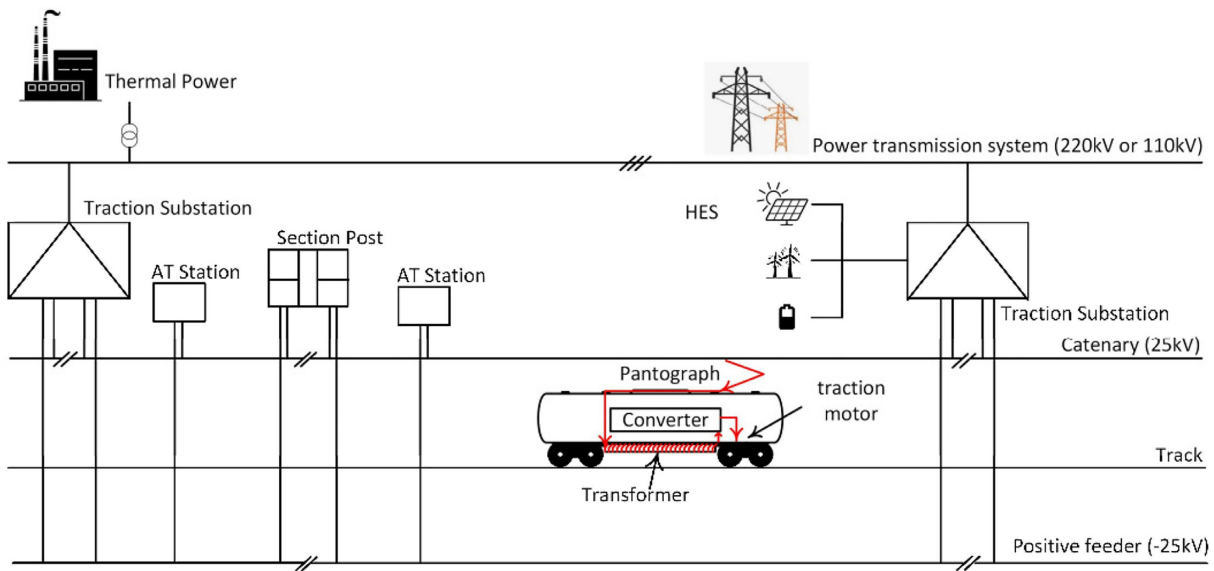 Thermal Power
Power transmission system (220kV or 110kV)
Traction Substation
HES
Section Post
AT Station
AT Station
Traction Substation
Catenary (25kV)
Pantograph
traction
motor
Converter
Track
Transformer
Positive feeder (-25kV)